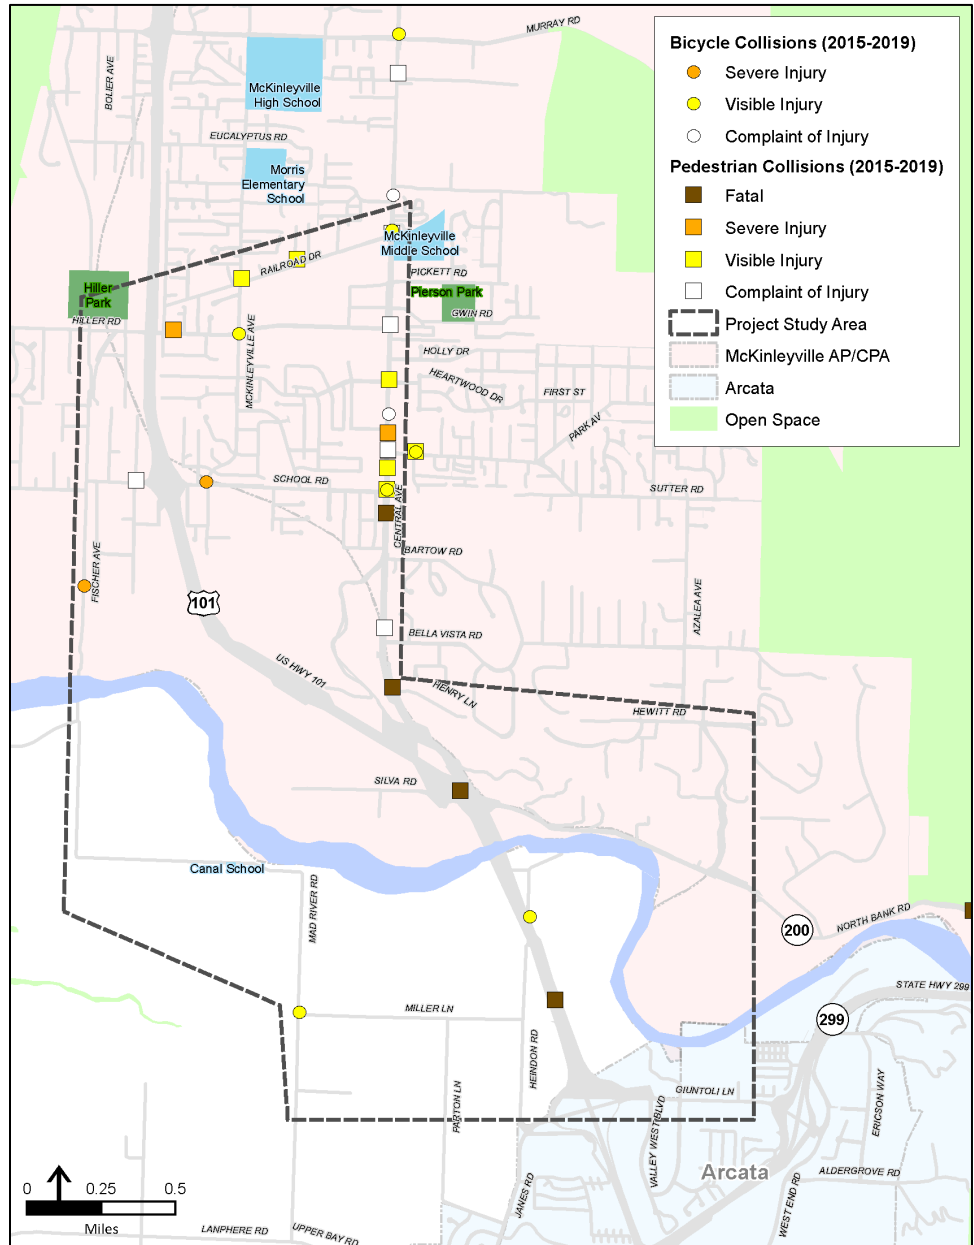 MURRAY RD
Bicycle Collisions (2015-2019)
Severe Injury
Visible Injury
Complaint of Injury
Pedestrian Collisions (2015-2019)
Fatal
Severe Injury
Visible Injury
Complaint of Injury
Project Study Area
McKinleyville AP/CPA
Arcata
Open Space
BOLIER AVE
McKinleyville
High School
EUCALYPTUS RD
Morris
Elementary
School
McKinleyville
Middle School
RAILROAD DR
PICKETT RD
Hiller
Park
Pierson Park
GWIN RD
HILLER RD
MCKINLEYVILLE AVE
HOLLY DR
HEARTWOOD DR
FIRST ST
PARK AV
SCHOOL RD
SUTTER RD
CENTRAL AVE
BARTOW RD
FISCHER AVE
101
AZALEA AVE
BELLA VISTA RD
US HWY 101
HENRY LN
HEWITT RD
SILVA RD
Canal School
MAD RIVER RD
NORTH BANK RD
200
STATE HWY 299
MILLER LN
299
HEINDON RD
GIUNTOLI LN
PARTON LN
VALLEY WEST BLVD
ERICSON WAY
Arcata
ALDERGROVE RD
JANES RD
WEST END RD
0 0.25 0.5
Miles
LANPHERE RD
UPPER BAY RD